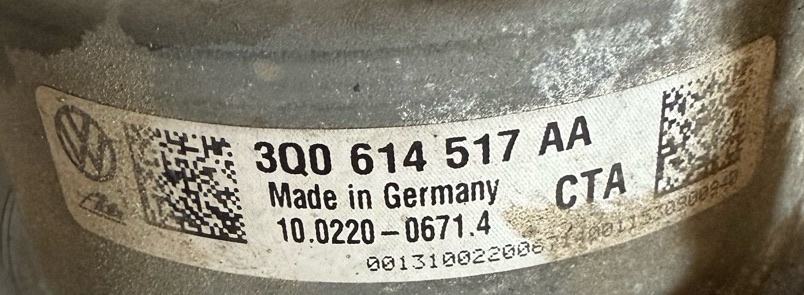 3Q0 614 517 AA
Made in Germany
CTA
10.0220-0671.4